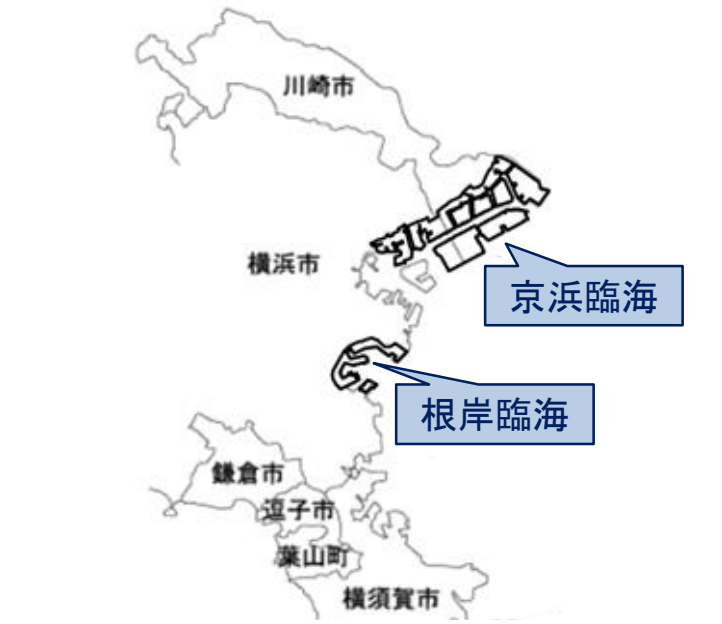 川崎市
横浜市
京浜臨海
根岸臨海
鎌倉市
逗子市
葉山町
横須賀市